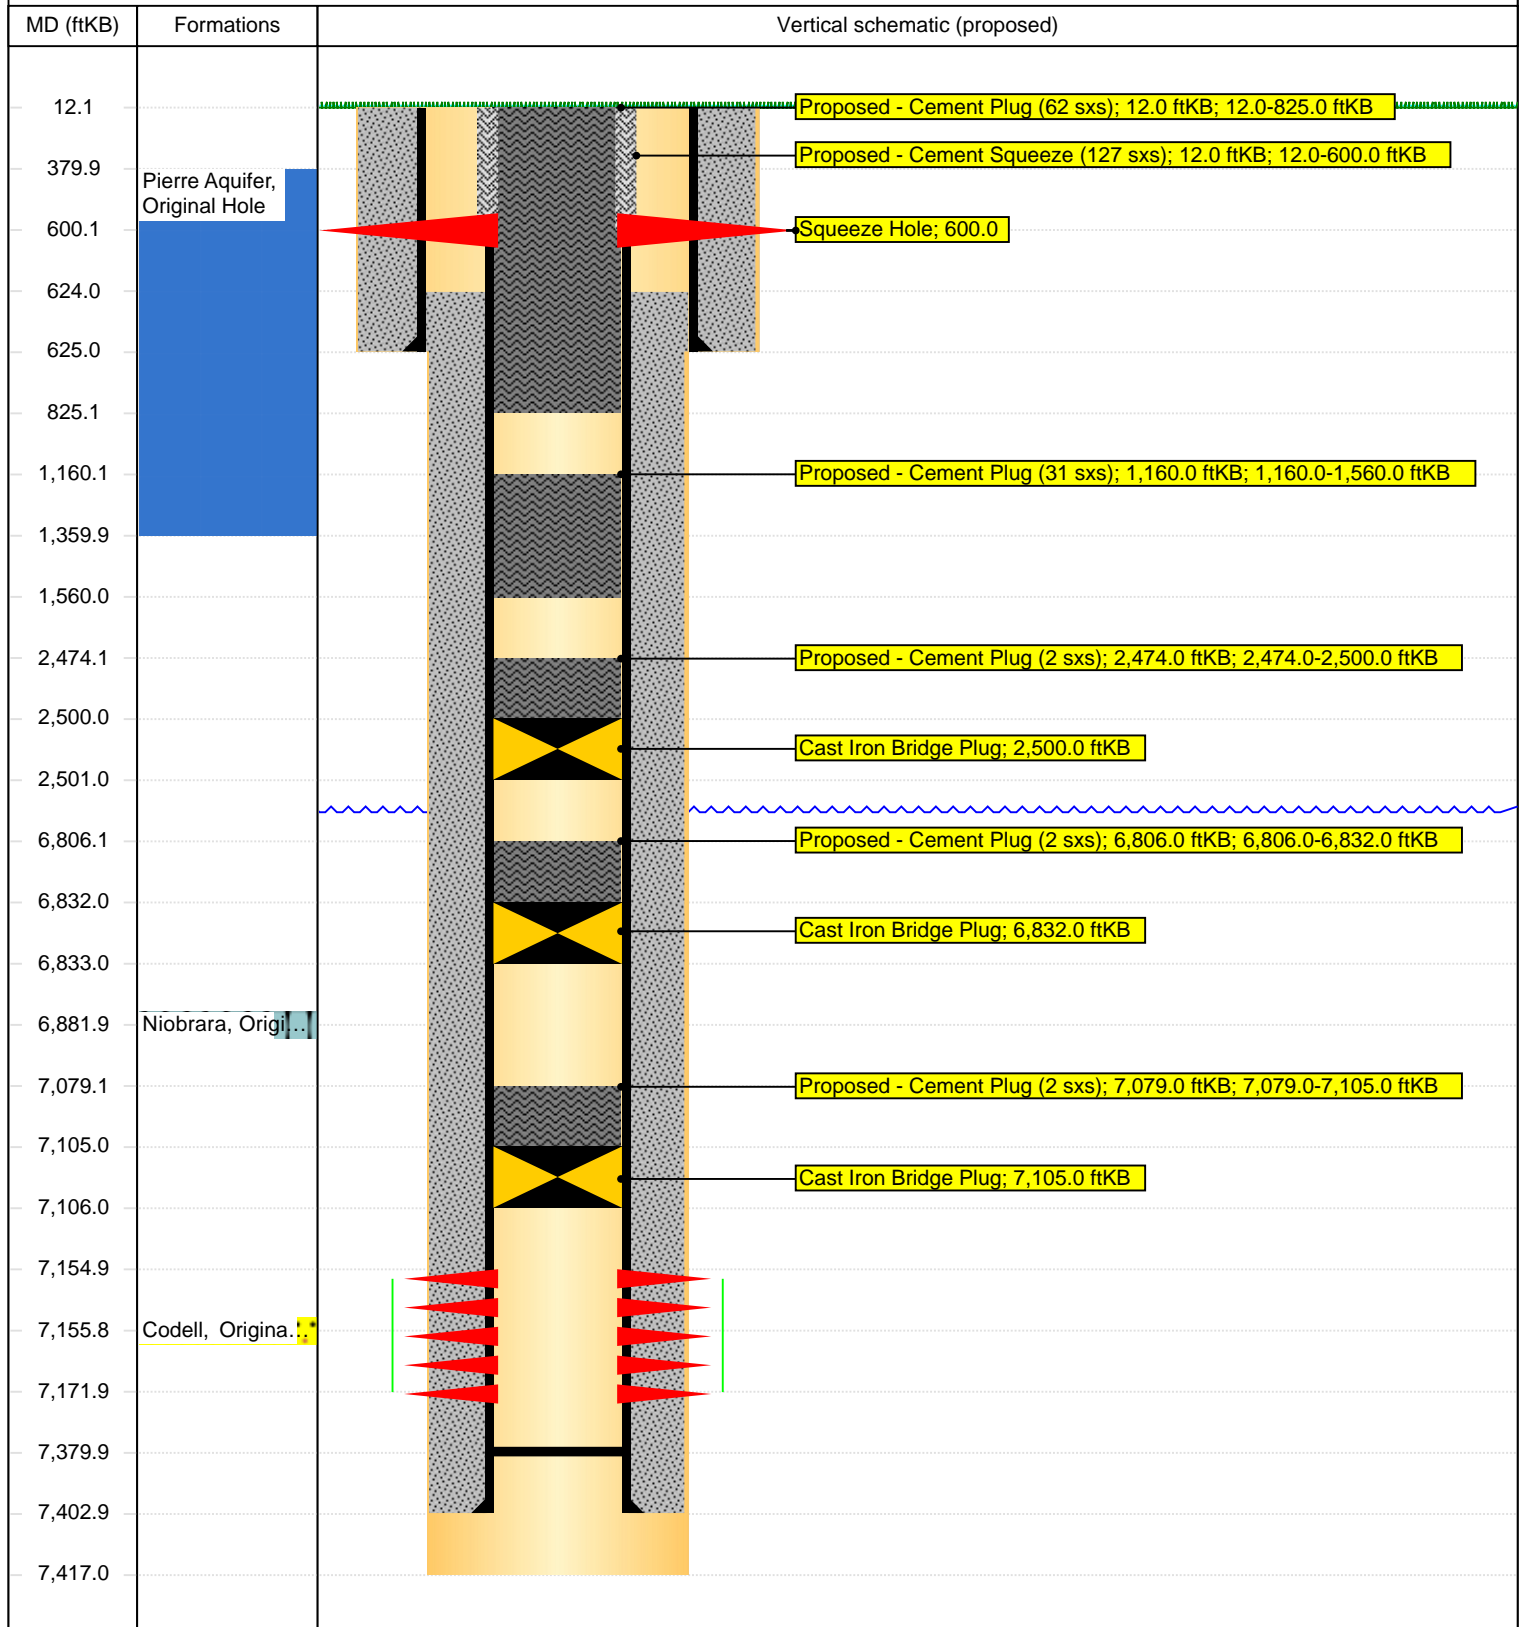 MD (ftKB)
Formations
Vertical schematic (proposed)
12.1
Proposed - Cement Plug (62 sxs); 12.0 ftKB; 12.0-825.0 ftKB
Proposed - Cement Squeeze (127 sxs); 12.0 ftKB; 12.0-600.0 ftKB
379.9
Pierre Aquifer,
Original Hole
600.1
Squeeze Hole; 600.0
624.0
625.0
825.1
1,160.1
Proposed - Cement Plug (31 sxs); 1,160.0 ftKB; 1,160.0-1,560.0 ftKB
1,359.9
1,560.0
2,474.1
Proposed - Cement Plug (2 sxs); 2,474.0 ftKB; 2,474.0-2,500.0 ftKB
2,500.0
Cast Iron Bridge Plug; 2,500.0 ftKB
2,501.0
6,806.1
Proposed - Cement Plug (2 sxs); 6,806.0 ftKB; 6,806.0-6,832.0 ftKB
6,832.0
Cast Iron Bridge Plug; 6,832.0 ftKB
6,833.0
6,881.9
Niobrara, Origi...
7,079.1
Proposed - Cement Plug (2 sxs); 7,079.0 ftKB; 7,079.0-7,105.0 ftKB
7,105.0
Cast Iron Bridge Plug; 7,105.0 ftKB
7,106.0
7,154.9
7,155.8
Codell, Origina...
7,171.9
7,379.9
7,402.9
7,417.0